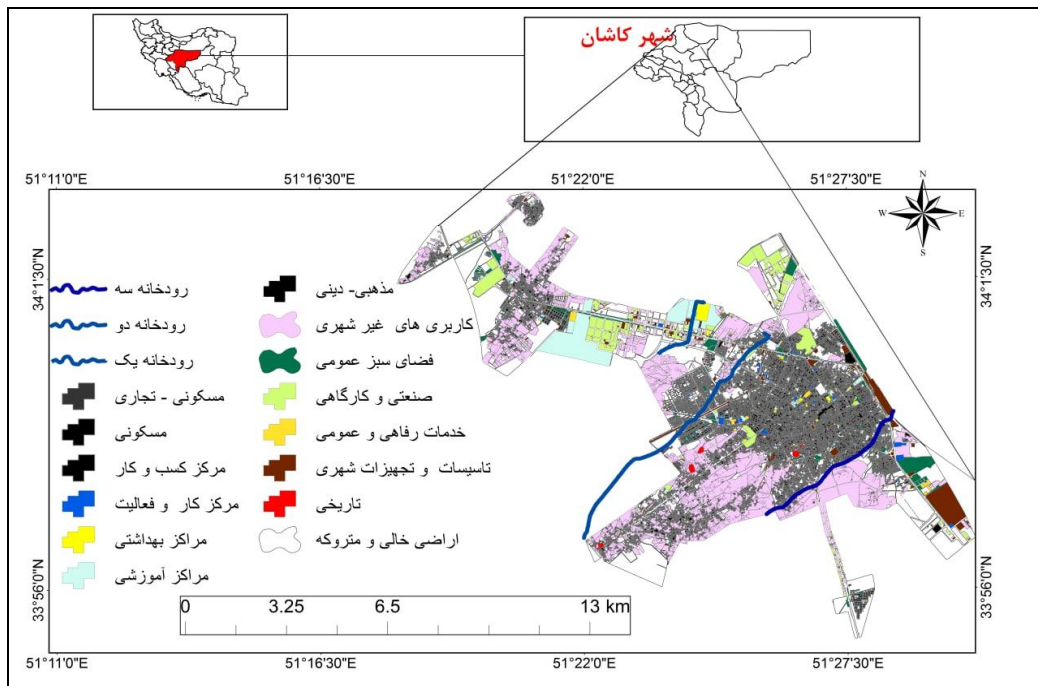 شهر کاشان
51°11'0"E
51°16'30"E
51°22'0"E
51°27'30"E
N
W
E
S
34°1'30"N
34°1'30"N
رودخانه سه
رودخانه دو
رودخانه یک
مسکونی - تجاری
مسکونی
مرکز کسب و کار
مرکز کار و فعالیت
مراکز بهداشتی
مراکز آموزشی
مذهبی- دینی
کاربری های غیر شهری
فضای سبز عمومی
صنعتی و کارگاهی
خدمات رفاهی و عمومی
تاسیسات و تجهیزات شهری
تاریخی
اراضی خالی و متروکه
33°56'0"N
33°56'0"N
0 3.25 6.5 13 km
51°11'0"E
51°16'30"E
51°22'0"E
51°27'30"E